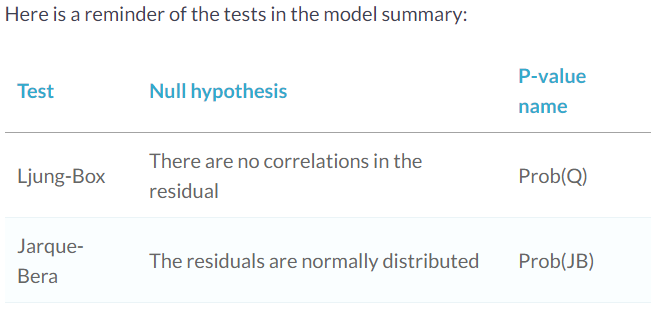 Here is a reminder of the tests in the model summary:
Test
Null hypothesis
P-value
name
Ljung-Box
There are no correlations in the
residual
Prob(Q)
Jarque-
Bera
The residuals are normally distributed
Prob(JB)